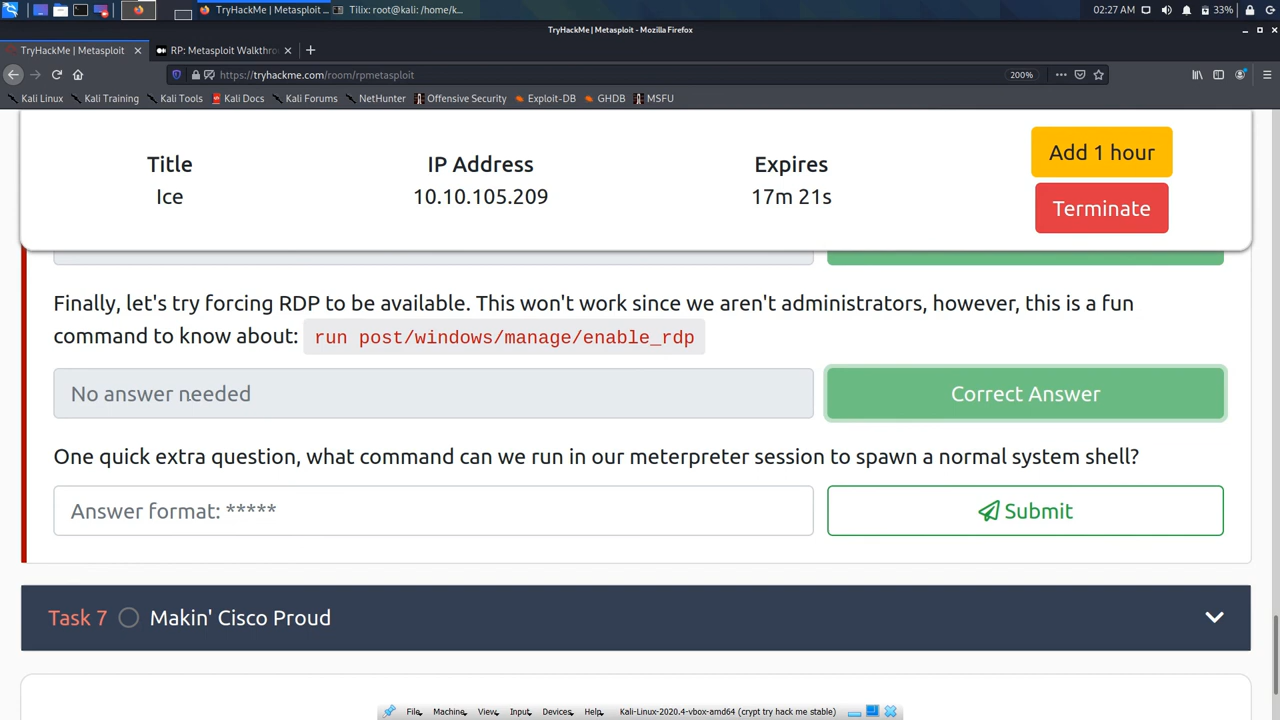 TryHackMe | Metasploit ...
Tilix: root@kali: /home/k...
02:27 AM
33%
TryHackMe | Metasploit - Mozilla Firefox
TryHackMe | Metasploit
RP: Metasploit Walkthro
https://tryhackme.com/room/rpmetasploit
200%
Kali Linux
Kali Training
Kali Tools
Kali Docs
Kali Forums
NetHunter
Offensive Security
Exploit-DB
GHDB
MSFU
Title
IP Address
Expires
Add 1 hour
Ice
10.10.105.209
17m 21s
Terminate
Finally, let's try forcing RDP to be available. This won't work since we aren't administrators, however, this is a fun
command to know about: run post/windows/manage/enable_rdp
No answer needed
Correct Answer
One quick extra question, what command can we run in our meterpreter session to spawn a normal system shell?
Answer format: *****
Submit
Task 7
Makin' Cisco Proud
File
Machine
View
Input
Devices
Help
Kali-Linux-2020.4-vbox-amd64 (crypt try hack me stable)